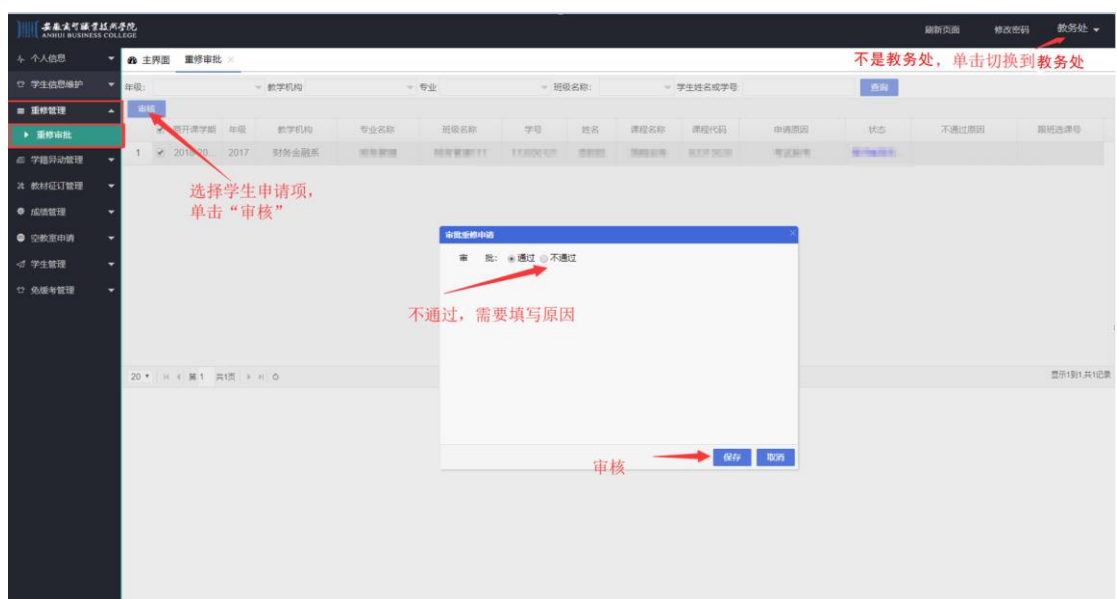 安徽商贸职业技术学院
ANHUI BUSINESS COLLEGE
刷新页面 修改密码 教务处
个人信息 主界面 重修审批 ×
不是教务处,单击切换到教务处
学生信息维护 年级: 教学机构 专业 班级名称: 学生姓名或学号 查询
重修管理 审核
重修审批 开课学期 年级 教学机构 专业名称 班级名称 学号 姓名 课程名称 课程代码 申请原因 状态 不通过原因 跟班选课号
1 2017 财务金融系
学籍异动管理
教材征订管理
选择学生申请项,
单击“审核”
成绩管理
空教室申请
学生管理
免缓考管理
审批重修申请 ×
审 批: 通过 不通过
不通过,需要填写原因
20 第 1 共1页 显示1到1,共1记录
审核 保存 取消